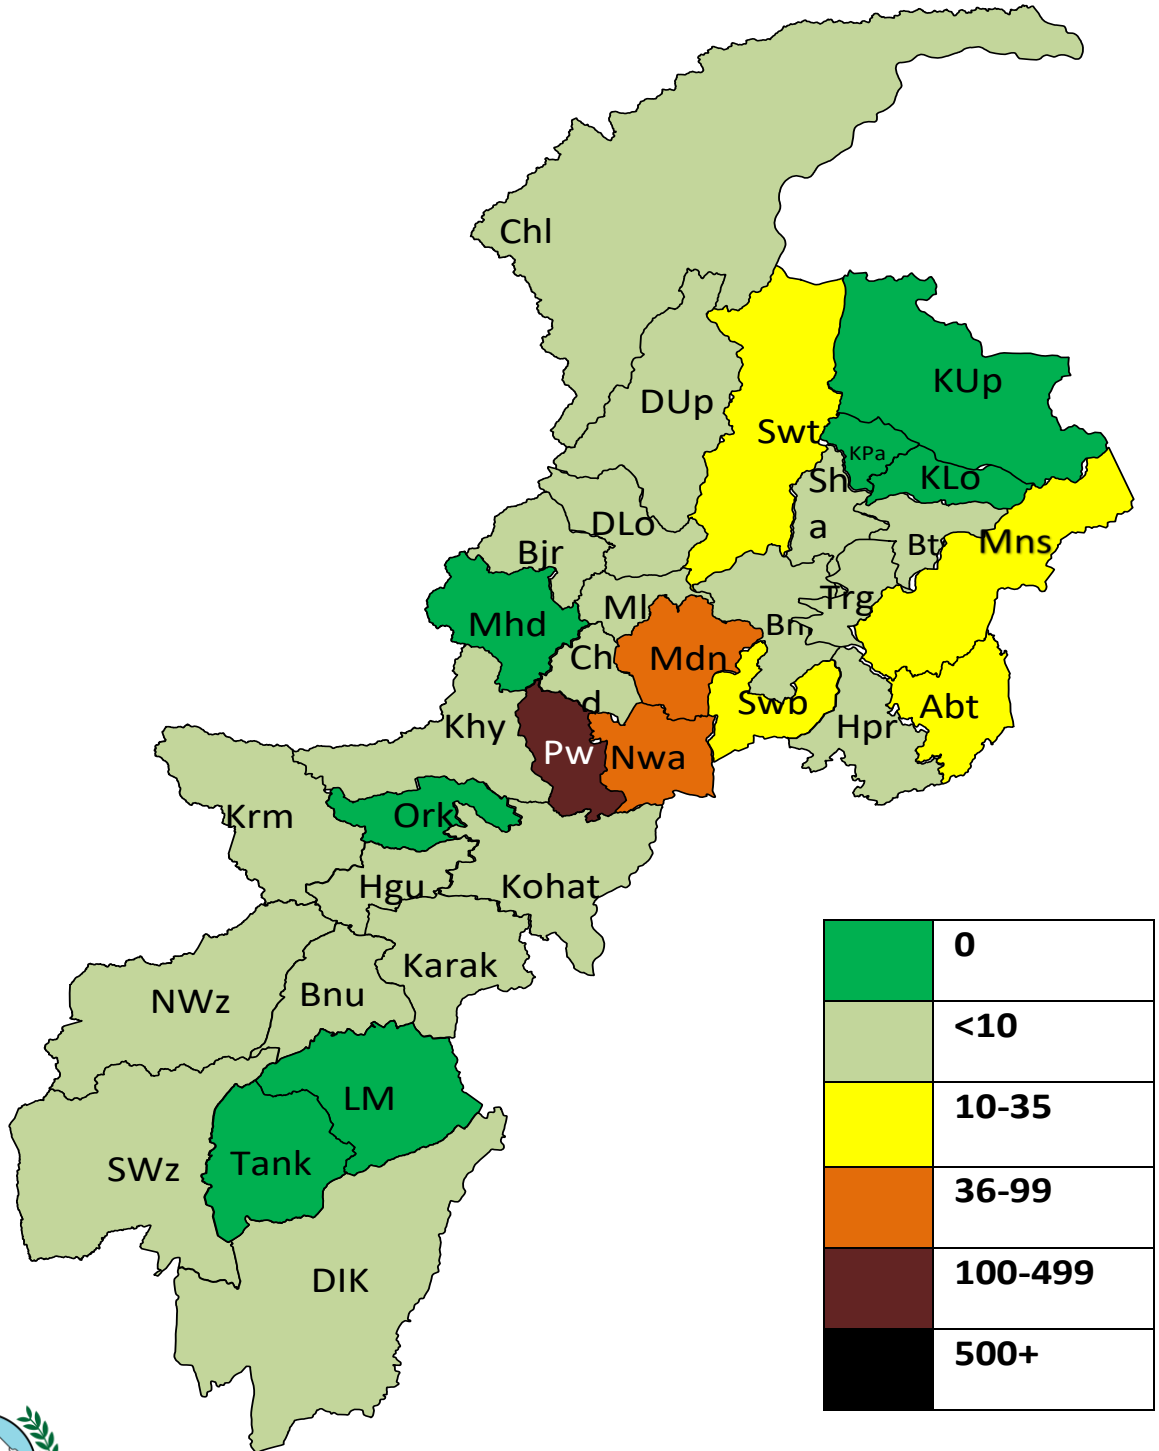 Chl
KUp
DUp
Swt
KPa
Sh
a
KLo
DLo
Bt
Mns
Bjr
Trg
Ml
Mhd
Bn
Ch
d
Mdn
Swb
Abt
Hpr
Khy
Pw
Nwa
Krm
Ork
Hgu
Kohat
Karak
NWz
Bnu
LM
SWz
Tank
DIK
0
<10
10-35
36-99
100-499
500+